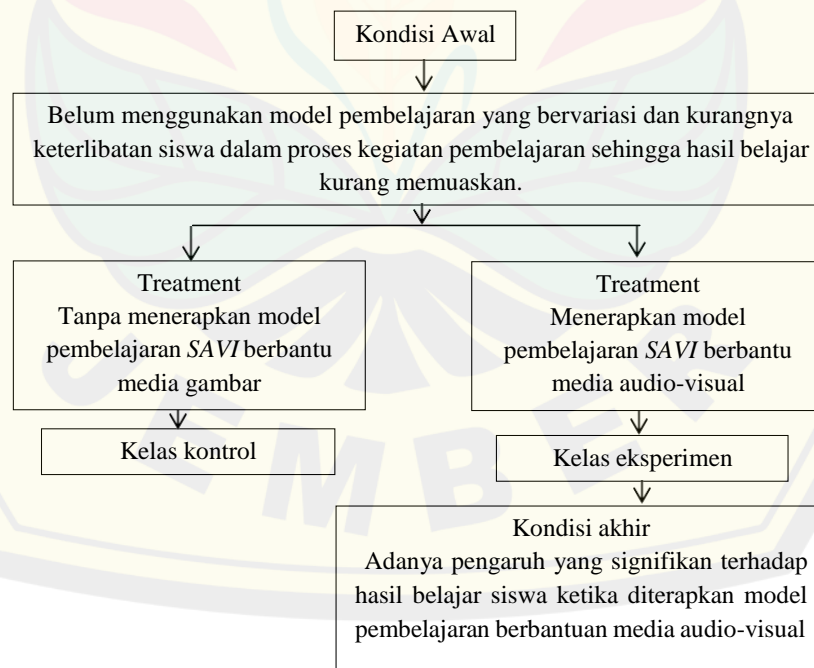 Kondisi Awal
Belum menggunakan model pembelajaran yang bervariasi dan kurangnya
keterlibatan siswa dalam proses kegiatan pembelajaran sehingga hasil belajar
kurang memuaskan.
Treatment
Tanpa menerapkan model
pembelajaran SAVI berbantu
media gambar
Treatment
Menerapkan model
pembelajaran SAVI berbantu
media audio-visual
Kelas kontrol
Kelas eksperimen
Kondisi akhir
Adanya pengaruh yang signifikan terhadap
hasil belajar siswa ketika diterapkan model
pembelajaran berbantuan media audio-visual
JEMBER